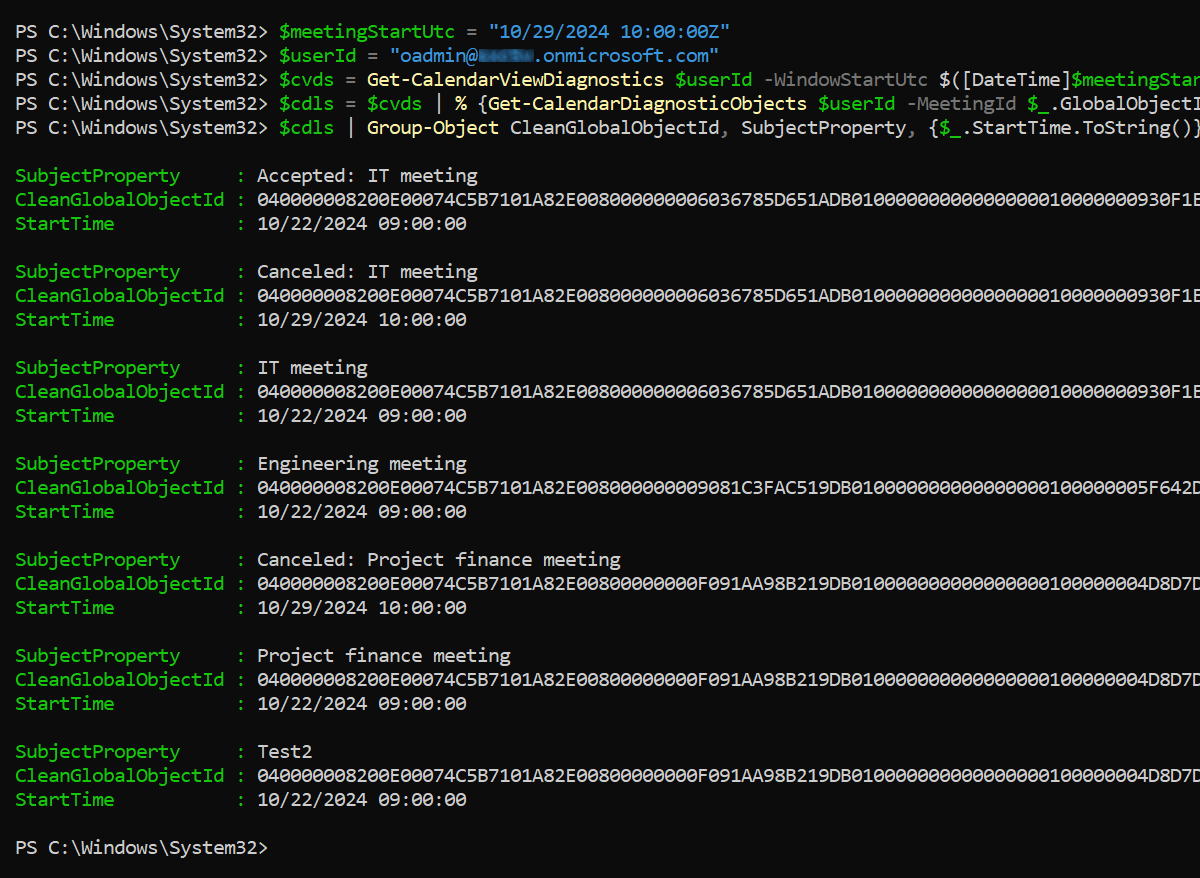 PS C:\Windows\System32> $meetingStartUtc = "10/29/2024 10:00:00Z"
PS C:\Windows\System32> $userId = "oadmin@ .onmicrosoft.com"
PS C:\Windows\System32> $cvds = Get-CalendarViewDiagnostics $userId -WindowStartUtc $([DateTime]$meetingStar
PS C:\Windows\System32> $cdls = $cvds | % {Get-CalendarDiagnosticObjects $userId -MeetingId $_.GlobalObjectI
PS C:\Windows\System32> $cdls | Group-Object CleanGlobalObjectId, SubjectProperty, {$_.StartTime.ToString()}
SubjectProperty : Accepted: IT meeting
CleanGlobalObjectId : 040000008200E00074C5B7101A82E008000000006036785D651ADB01000000000000000010000000930F1E
StartTime : 10/22/2024 09:00:00
SubjectProperty : Canceled: IT meeting
CleanGlobalObjectId : 040000008200E00074C5B7101A82E008000000006036785D651ADB01000000000000000010000000930F1E
StartTime : 10/29/2024 10:00:00
SubjectProperty : IT meeting
CleanGlobalObjectId : 040000008200E00074C5B7101A82E008000000006036785D651ADB01000000000000000010000000930F1E
StartTime : 10/22/2024 09:00:00
SubjectProperty : Engineering meeting
CleanGlobalObjectId : 040000008200E00074C5B7101A82E008000000009081C3FAC519DB010000000000000000100000005F642D
StartTime : 10/22/2024 09:00:00
SubjectProperty : Canceled: Project finance meeting
CleanGlobalObjectId : 040000008200E00074C5B7101A82E00800000000F091AA98B219DB010000000000000000100000004D8D7D
StartTime : 10/29/2024 10:00:00
SubjectProperty : Project finance meeting
CleanGlobalObjectId : 040000008200E00074C5B7101A82E00800000000F091AA98B219DB010000000000000000100000004D8D7D
StartTime : 10/22/2024 09:00:00
SubjectProperty : Test2
CleanGlobalObjectId : 040000008200E00074C5B7101A82E00800000000F091AA98B219DB010000000000000000100000004D8D7D
StartTime : 10/22/2024 09:00:00
PS C:\Windows\System32>